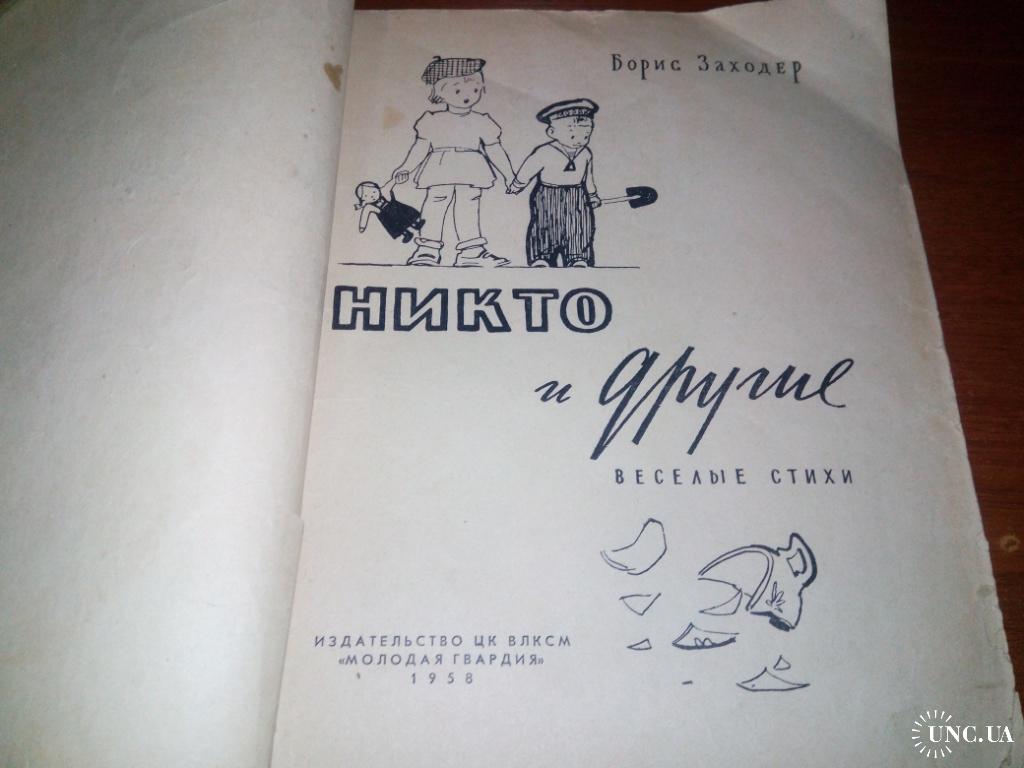 Борис Заходер
НИКТО
и другие
ВЕСЕЛЫЕ СТИХИ
ИЗДАТЕЛЬСТВО ЦК ВЛКСМ
«МОЛОДАЯ ГВАРДИЯ»
1958
UNC.UA